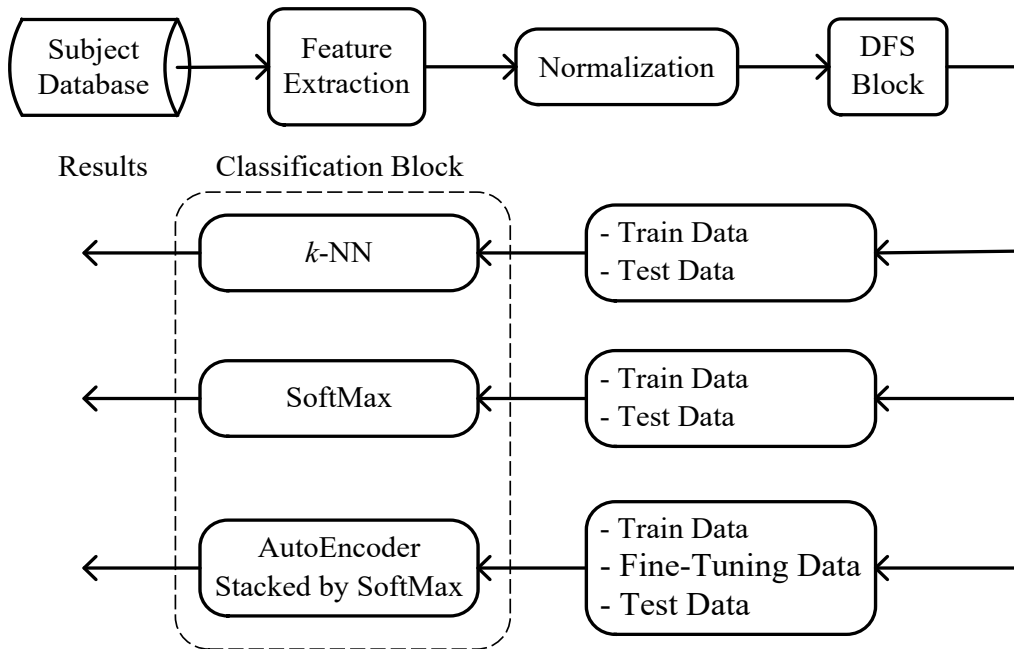 Subject
Database
Feature
Extraction
Normalization
DFS
Block
Results
Classification Block
k-NN
- Train Data
- Test Data
SoftMax
- Train Data
- Test Data
AutoEncoder
Stacked by SoftMax
- Train Data
- Fine-Tuning Data
- Test Data